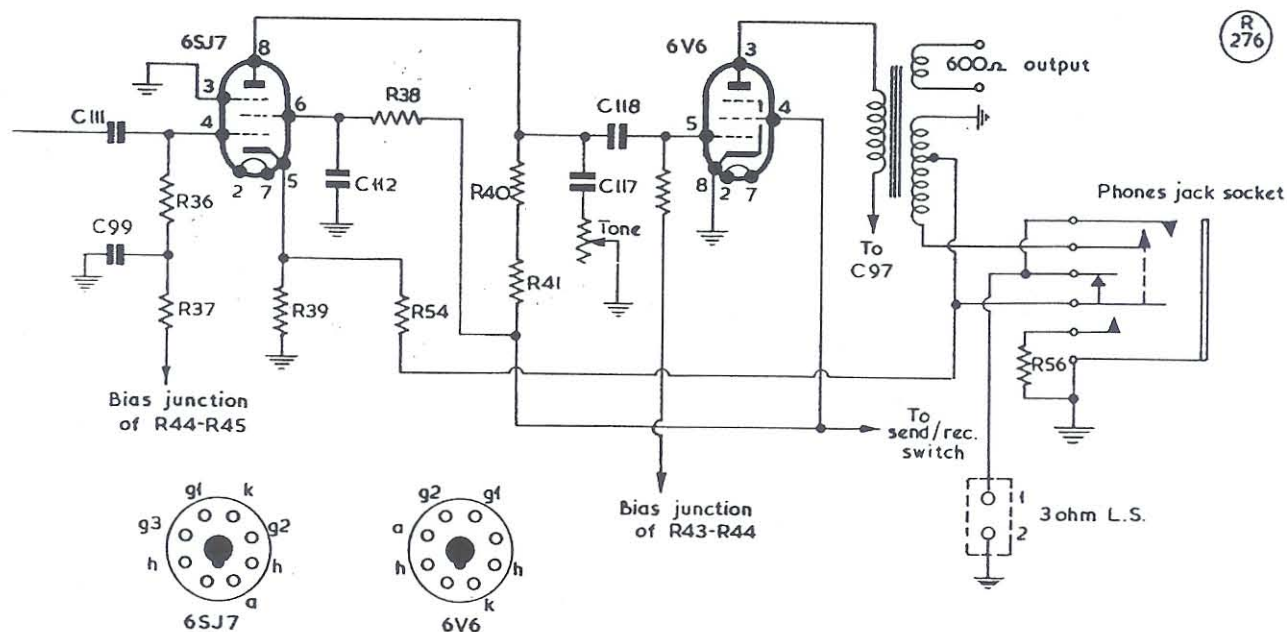 R
276
6SJ7
8
3
4
6
2
7
5
C111
R36
C99
R37
Bias junction
of R44-R45
R38
C112
R39
R54
R40
R41
C118
C117
Tone
6V6
3
4
5
8
2
7
To
C97
600Ω output
Phones jack socket
R56
To
send/rec.
switch
Bias junction
of R43-R44
1
2
3 ohm L.S.
g1 k
g3 g2
h h
a
6SJ7
g2 g1
a
h h
k
6V6